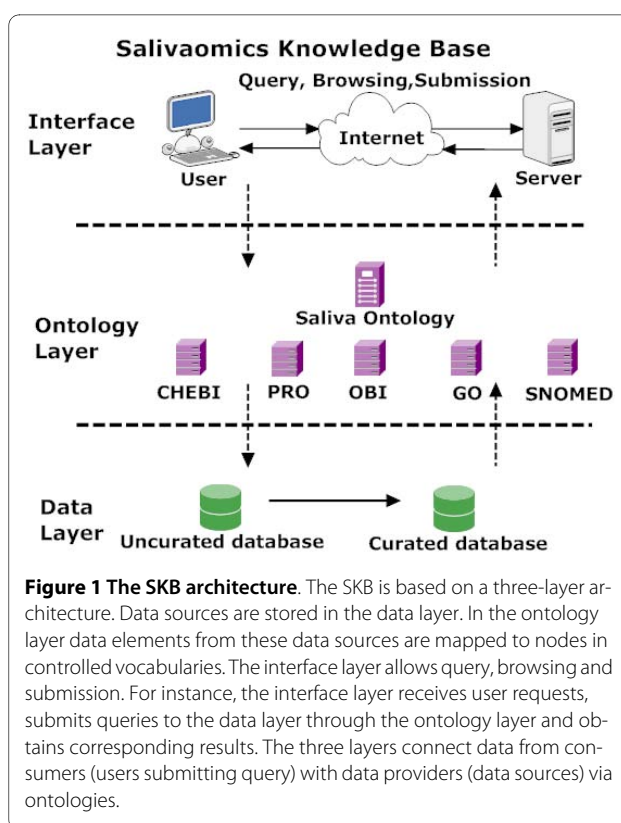 Salivaomics Knowledge Base
Query, Browsing,Submission
Interface
Layer
Internet
User
Server
Saliva Ontology
Ontology
Layer
CHEBI PRO OBI GO SNOMED
Data
Layer
Uncurated database Curated database
Figure 1 The SKB architecture. The SKB is based on a three-layer ar-
chitecture. Data sources are stored in the data layer. In the ontology
layer data elements from these data sources are mapped to nodes in
controlled vocabularies. The interface layer allows query, browsing and
submission. For instance, the interface layer receives user requests,
submits queries to the data layer through the ontology layer and ob-
tains corresponding results. The three layers connect data from con-
sumers (users submitting query) with data providers (data sources) via
ontologies.